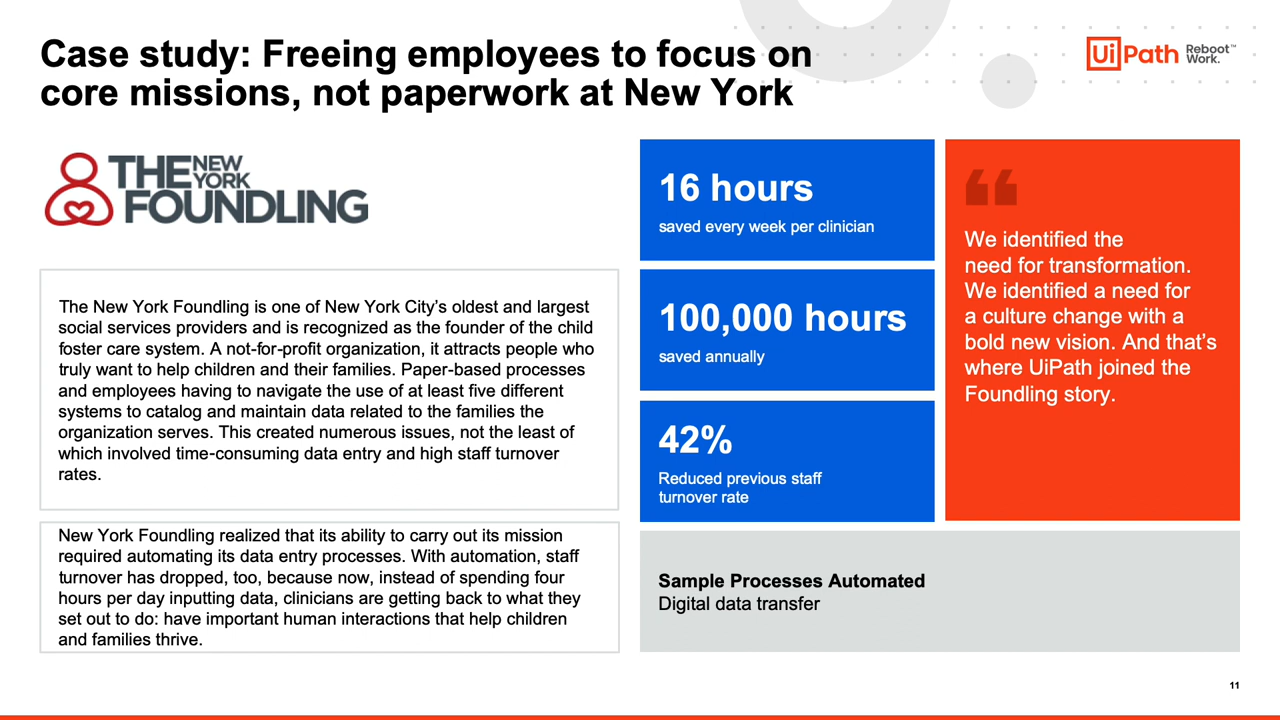 Case study: Freeing employees to focus on
core missions, not paperwork at New York
UiPath Reboot Work.™
THE NEW YORK FOUNDLING
The New York Foundling is one of New York City’s oldest and largest
social services providers and is recognized as the founder of the child
foster care system. A not-for-profit organization, it attracts people who
truly want to help children and their families. Paper-based processes
and employees having to navigate the use of at least five different
systems to catalog and maintain data related to the families the
organization serves. This created numerous issues, not the least of
which involved time-consuming data entry and high staff turnover
rates.
New York Foundling realized that its ability to carry out its mission
required automating its data entry processes. With automation, staff
turnover has dropped, too, because now, instead of spending four
hours per day inputting data, clinicians are getting back to what they
set out to do: have important human interactions that help children
and families thrive.
16 hours
saved every week per clinician
100,000 hours
saved annually
42%
Reduced previous staff
turnover rate
“
We identified the
need for transformation.
We identified a need for
a culture change with a
bold new vision. And that’s
where UiPath joined the
Foundling story.
Sample Processes Automated
Digital data transfer
11